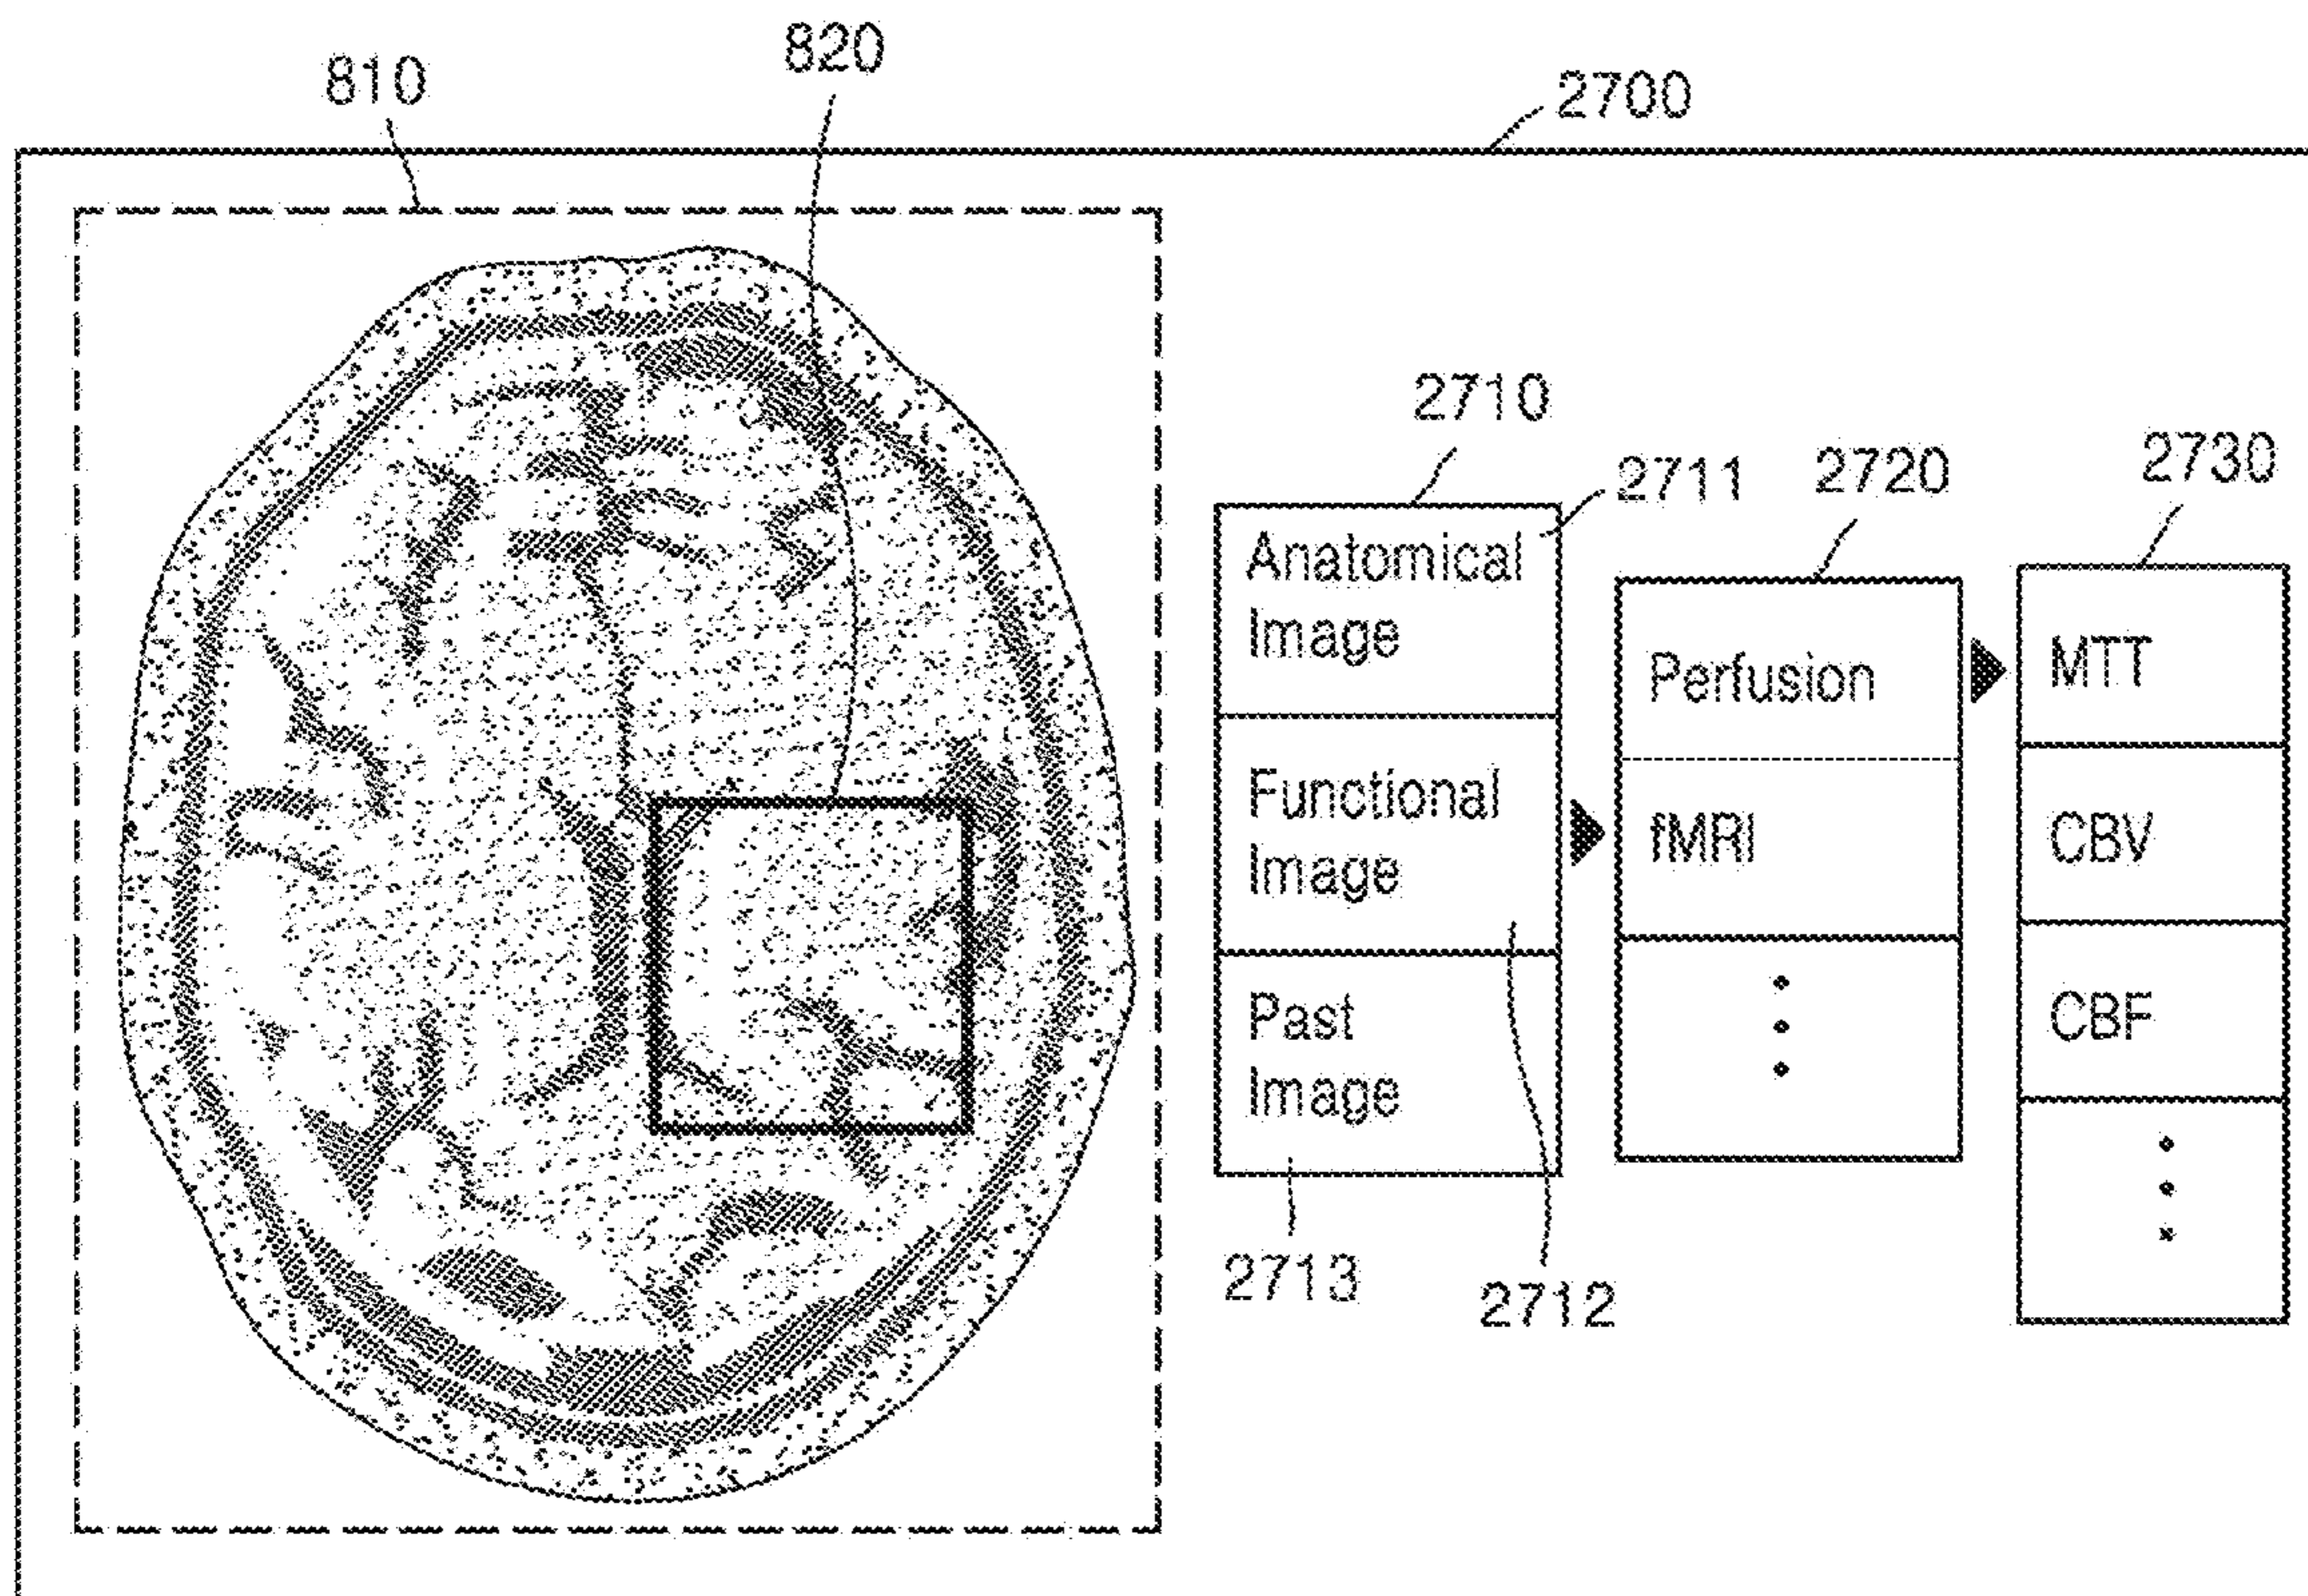 820
810
2700
2710
2711
2720
2730
Anatomical
Image
Functional
Image
Past
Image
Perfusion
fMRI
MTT
CBV
CBF
2713
2712